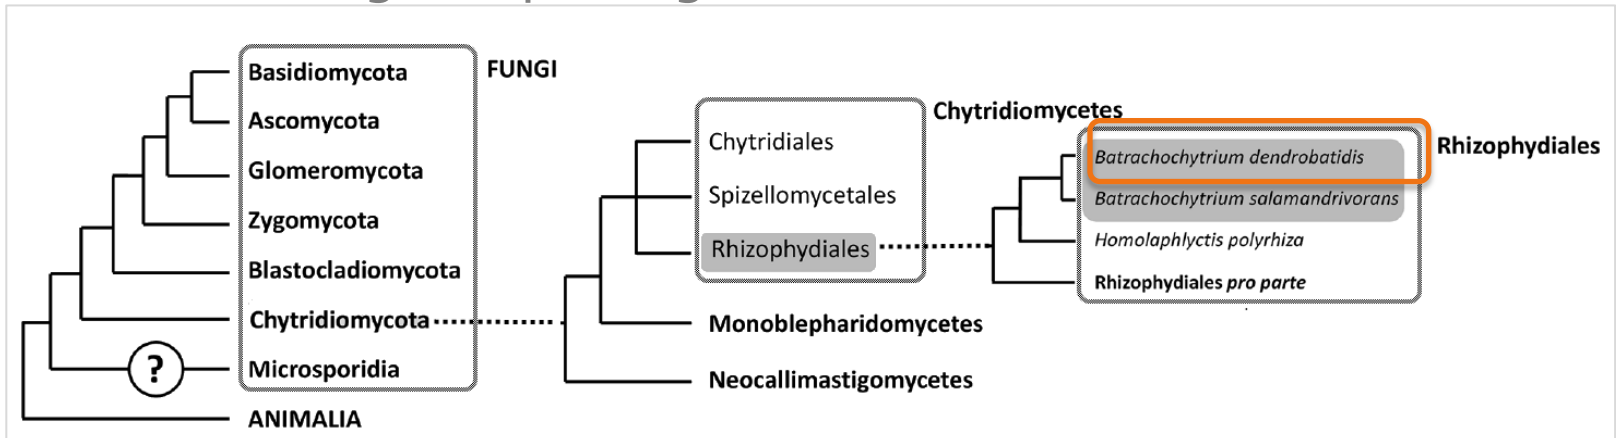 Basidiomycota
FUNGI
Ascomycota
Glomeromycota
Zygomycota
Blastocladiomycota
Chytridiomycota
?
Microsporidia
ANIMALIA
Chytridiomycetes
Chytridiales
Spizellomycetales
Rhizophydiales
Monoblepharidomycetes
Neocallimastigomycetes
Rhizophydiales
Batrachochytrium dendrobatidis
Batrachochytrium salamandrivorans
Homolaphlyctis polyrhiza
Rhizophydiales pro parte